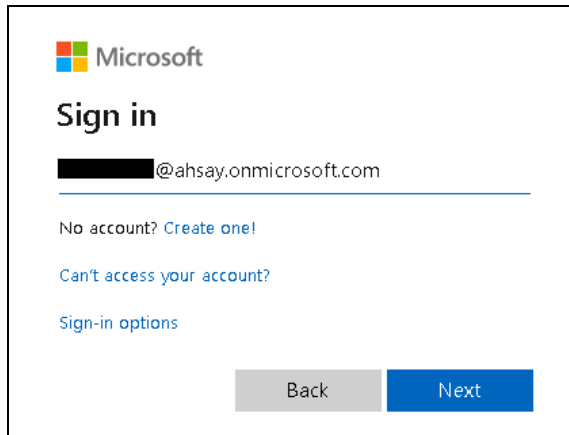 Microsoft
Sign in
@ahsay.onmicrosoft.com
No account? Create one!
Can't access your account?
Sign-in options
Back Next